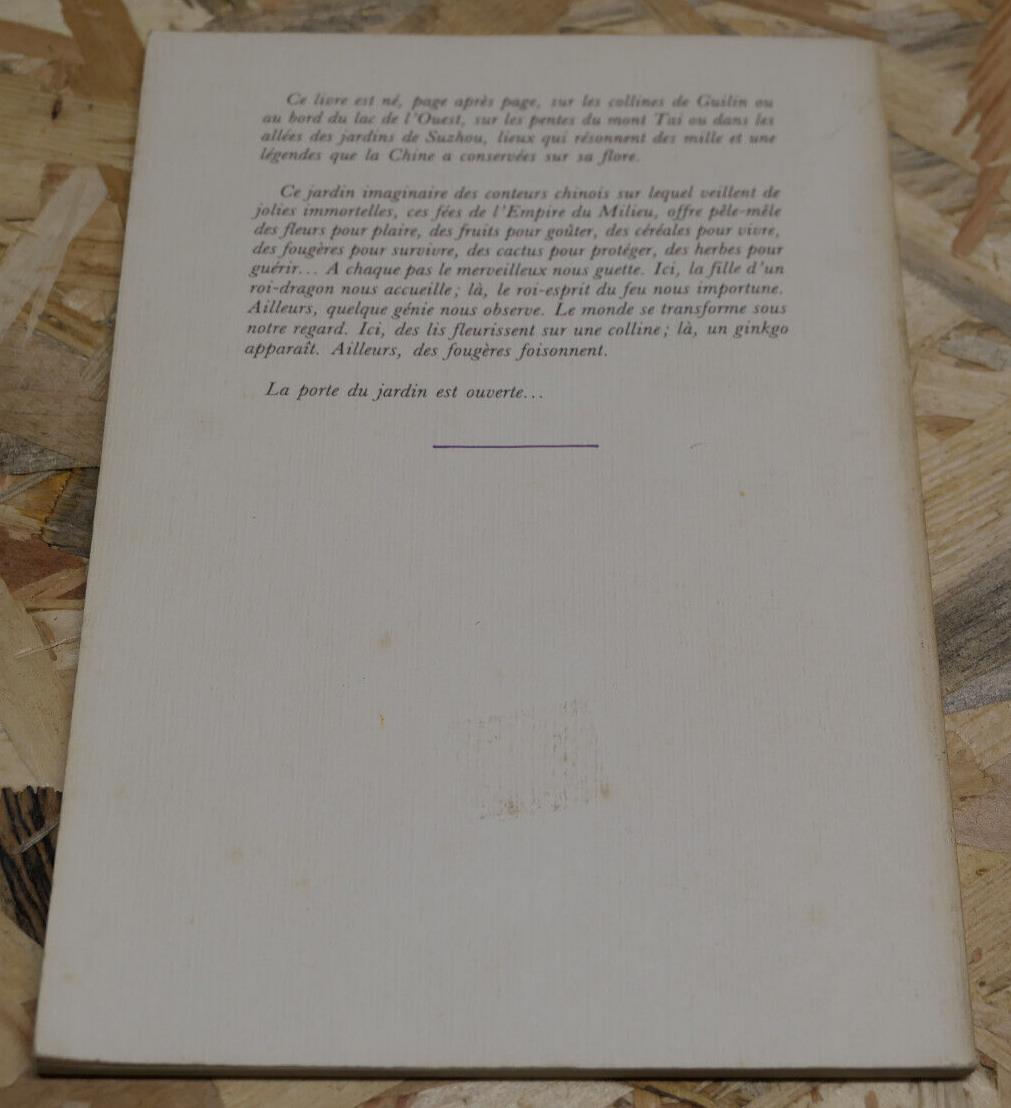 Ce livre est né, page après page, sur les collines de Guilin ou
au bord du lac de l'Ouest, sur les pentes du mont Tai ou dans les
allées des jardins de Suzhou, lieux qui résonnent des mille et une
légendes que la Chine a conservées sur sa flore.
Ce jardin imaginaire des conteurs chinois sur lequel veillent de
jolies immortelles, ces fées de l'Empire du Milieu, offre pêle-mêle
des fleurs pour plaire, des fruits pour goûter, des céréales pour vivre,
des fougères pour survivre, des cactus pour protéger, des herbes pour
guérir... A chaque pas le merveilleux nous guette. Ici, la fille d'un
roi-dragon nous accueille ; là, le roi-esprit du feu nous importune.
Ailleurs, quelque génie nous observe. Le monde se transforme sous
notre regard. Ici, des lis fleurissent sur une colline ; là, un ginkgo
apparaît. Ailleurs, des fougères foisonnent.
La porte du jardin est ouverte...